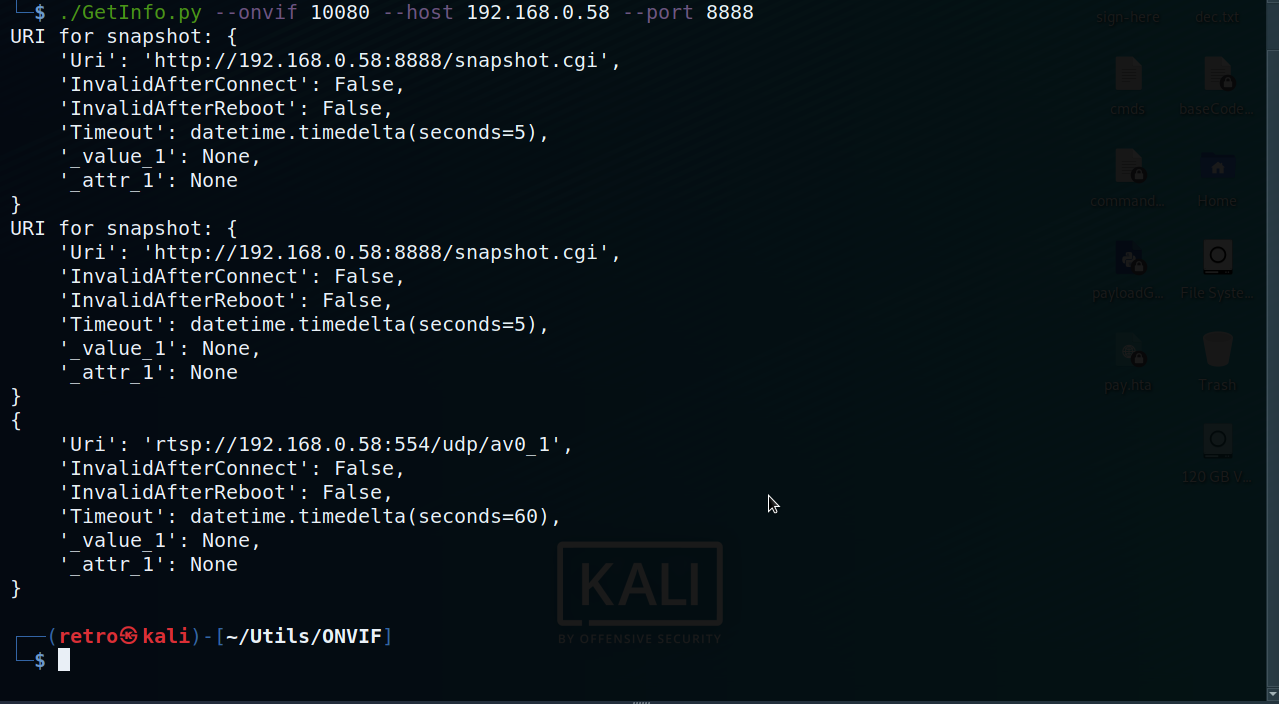 └─$ ./GetInfo.py --onvif 10080 --host 192.168.0.58 --port 8888
URI for snapshot: {
    'Uri': 'http://192.168.0.58:8888/snapshot.cgi',
    'InvalidAfterConnect': False,
    'InvalidAfterReboot': False,
    'Timeout': datetime.timedelta(seconds=5),
    '_value_1': None,
    '_attr_1': None
}
URI for snapshot: {
    'Uri': 'http://192.168.0.58:8888/snapshot.cgi',
    'InvalidAfterConnect': False,
    'InvalidAfterReboot': False,
    'Timeout': datetime.timedelta(seconds=5),
    '_value_1': None,
    '_attr_1': None
}
{
    'Uri': 'rtsp://192.168.0.58:554/udp/av0_1',
    'InvalidAfterConnect': False,
    'InvalidAfterReboot': False,
    'Timeout': datetime.timedelta(seconds=60),
    '_value_1': None,
    '_attr_1': None
}
┌──(retro㉿kali)-[~/Utils/ONVIF]
└─$
sign-here
dec.txt
cmds
baseCode...
command...
Home
payloadG...
File Syste...
pay.hta
Trash
120 GB V...
KALI
BY OFFENSIVE SECURITY